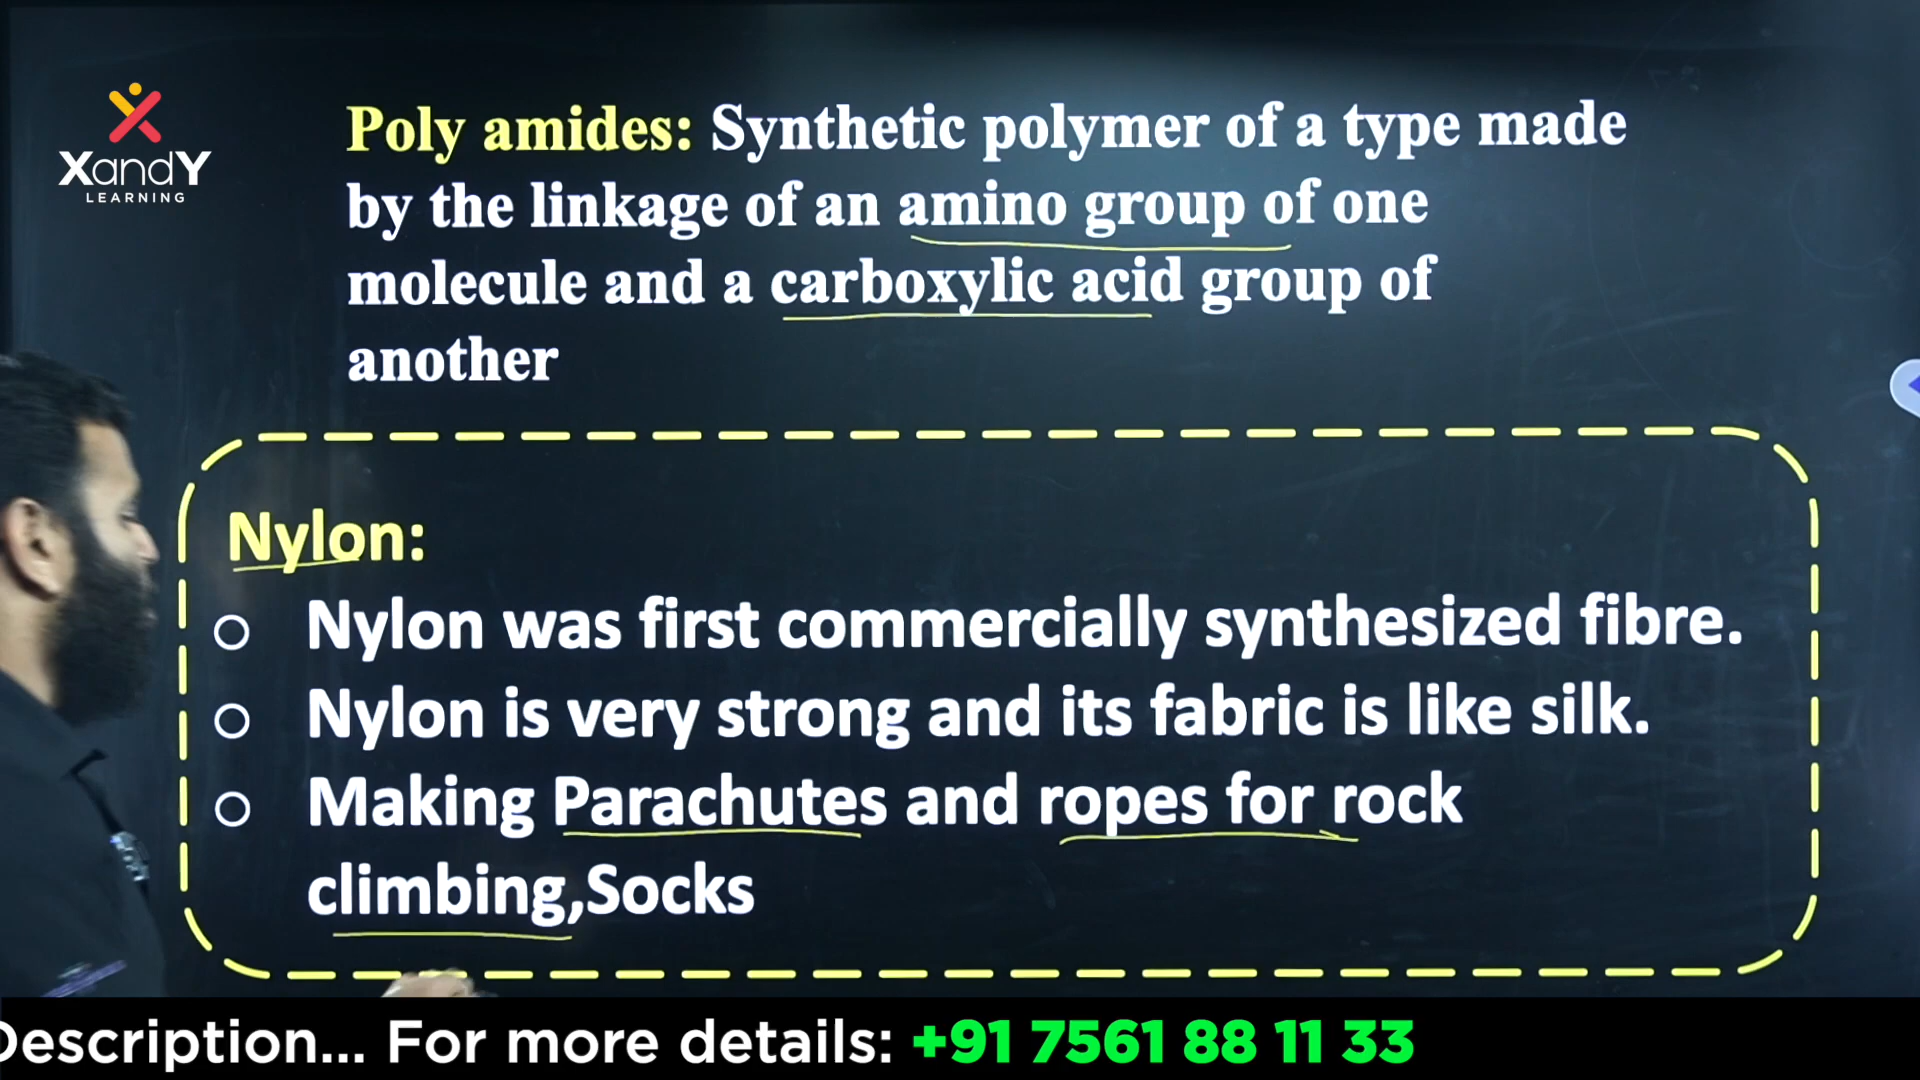 XandY
LEARNING
Poly amides: Synthetic polymer of a type made
by the linkage of an amino group of one
molecule and a carboxylic acid group of
another
Nylon:
Nylon was first commercially synthesized fibre.
Nylon is very strong and its fabric is like silk.
Making Parachutes and ropes for rock
climbing,Socks
Description... For more details: +91 7561 88 11 33